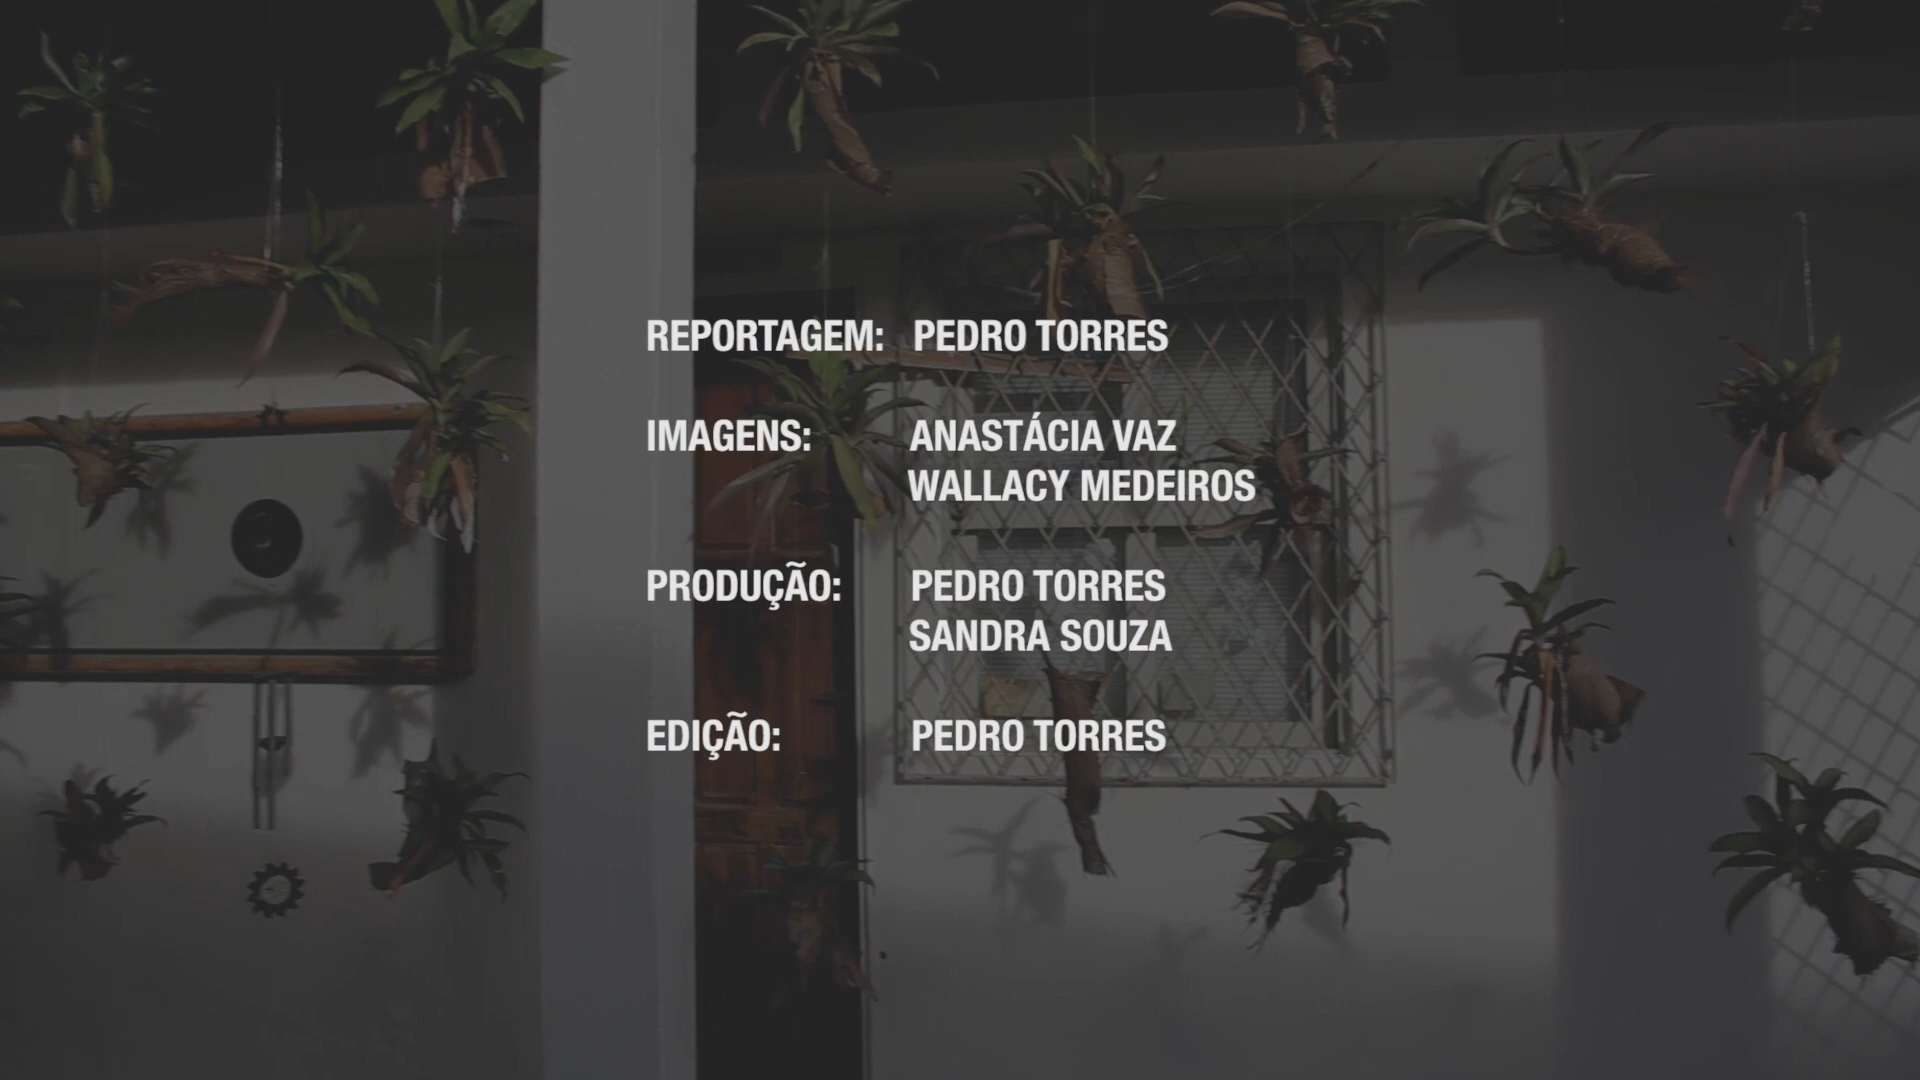 REPORTAGEM: PEDRO TORRES
IMAGENS: ANASTÁCIA VAZ
WALLACY MEDEIROS
PRODUÇÃO: PEDRO TORRES
SANDRA SOUZA
EDIÇÃO: PEDRO TORRES